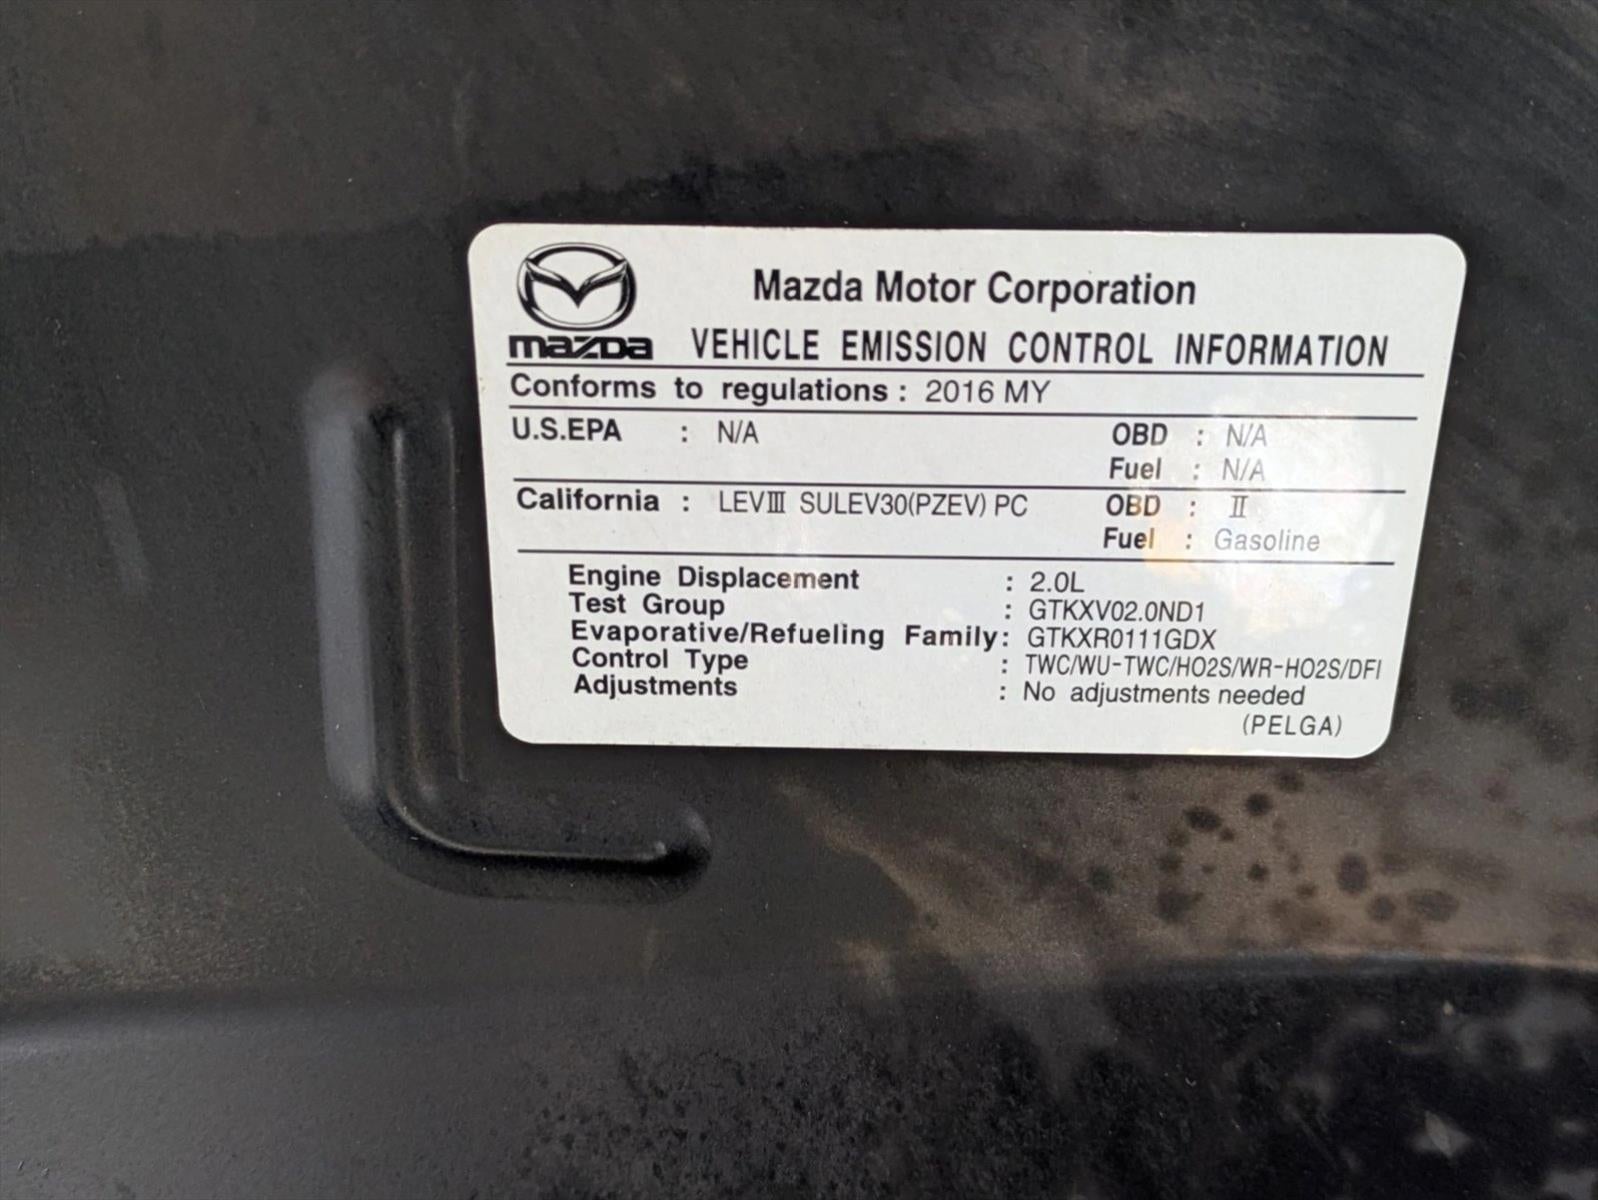 mazda
Mazda Motor Corporation
VEHICLE EMISSION CONTROL INFORMATION
Conforms to regulations : 2016 MY
U.S.EPA : N/A OBD : N/A
Fuel : N/A
California : LEVⅢ SULEV30(PZEV) PC OBD : Ⅱ
Fuel : Gasoline
Engine Displacement : 2.0L
Test Group : GTKXV02.0ND1
Evaporative/Refueling Family: GTKXR0111GDX
Control Type : TWC/WU-TWC/HO2S/WR-HO2S/DFI
Adjustments : No adjustments needed
(PELGA)